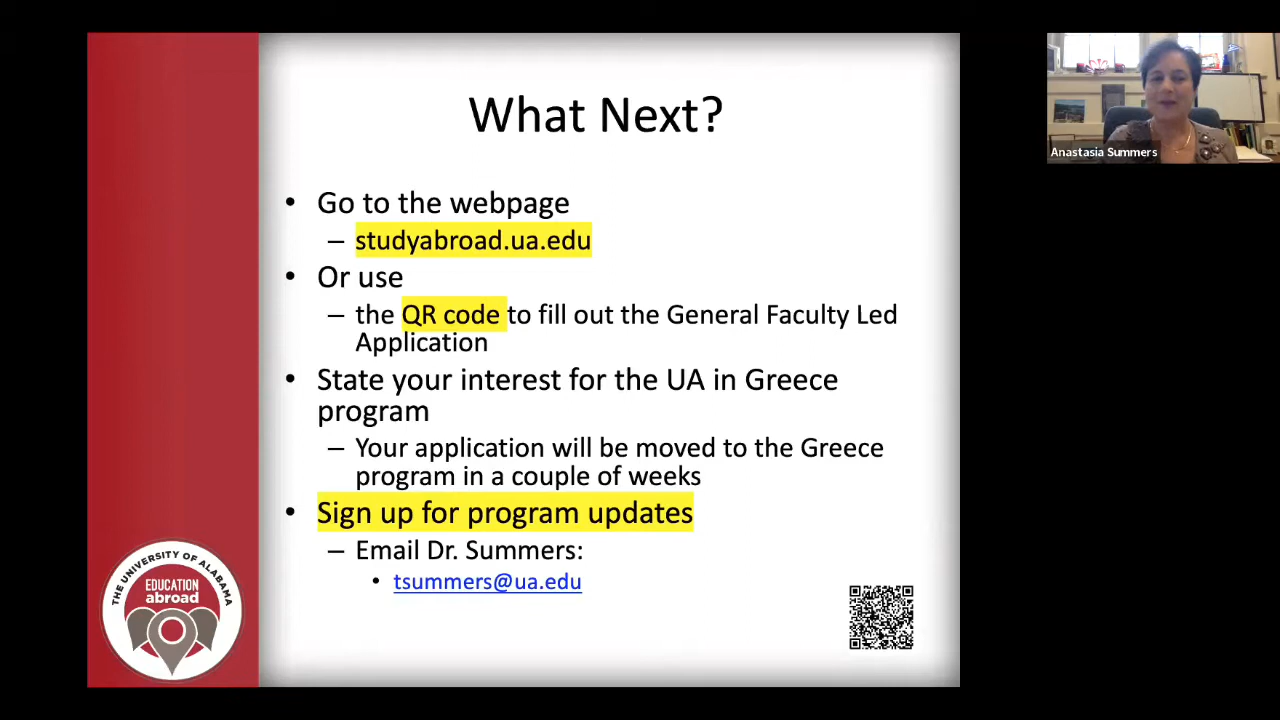 What Next?
• Go to the webpage
– studyabroad.ua.edu
• Or use
– the QR code to fill out the General Faculty Led
Application
• State your interest for the UA in Greece
program
– Your application will be moved to the Greece
program in a couple of weeks
• Sign up for program updates
– Email Dr. Summers:
• tsummers@ua.edu
THE UNIVERSITY OF ALABAMA
EDUCATION
abroad
Anastasia Summers